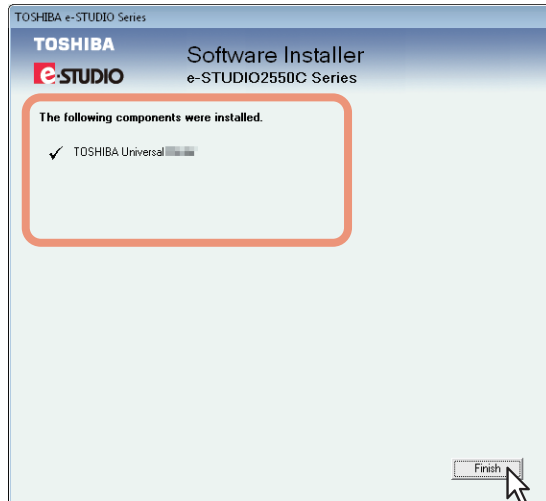 TOSHIBA e-STUDIO Series
TOSHIBA
e-STUDIO
Software Installer
e-STUDIO2550C Series
The following components were installed.
TOSHIBA Universal
Finish